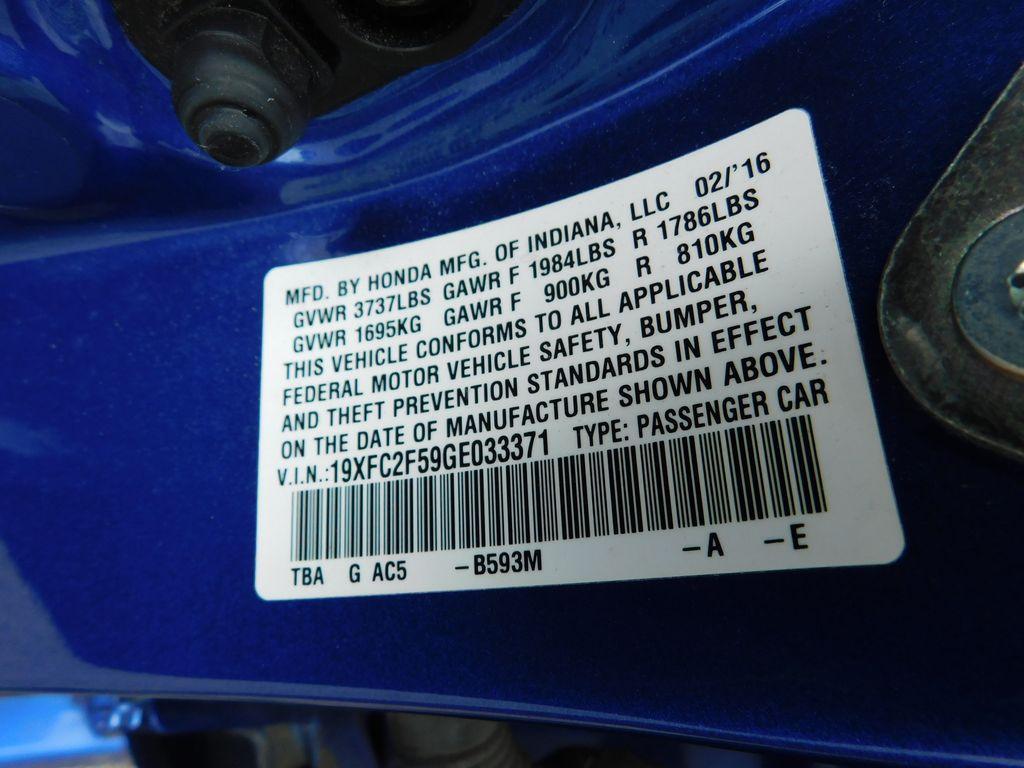 MFD. BY HONDA MFG. OF INDIANA, LLC 02/'16
GVWR 3737LBS GAWR F 1984LBS R 1786LBS
GVWR 1695KG GAWR F 900KG R 810KG
THIS VEHICLE CONFORMS TO ALL APPLICABLE
FEDERAL MOTOR VEHICLE SAFETY, BUMPER,
AND THEFT PREVENTION STANDARDS IN EFFECT
ON THE DATE OF MANUFACTURE SHOWN ABOVE.
V.I.N.:19XFC2F59GE033371 TYPE: PASSENGER CAR
TBA G AC5 –B593M –A –E